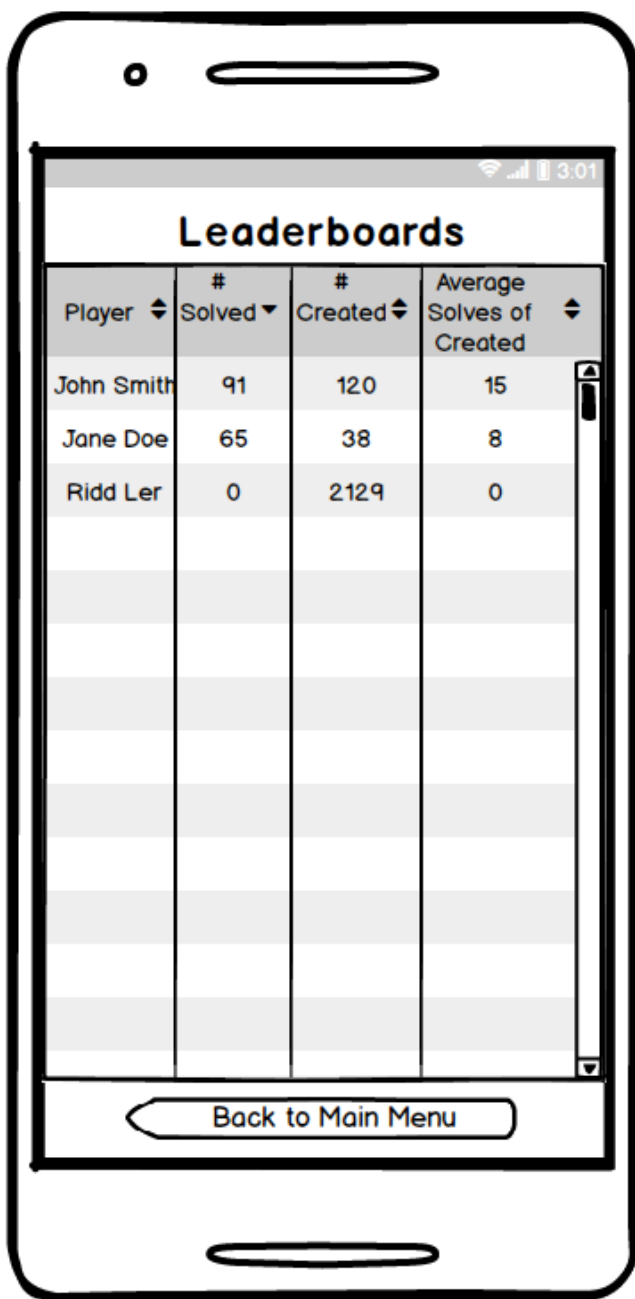 3:01
Leaderboards
Player
#
Solved
#
Created
Average
Solves of
Created
John Smith 91 120 15
Jane Doe 65 38 8
Ridd Ler 0 2129 0
Back to Main Menu